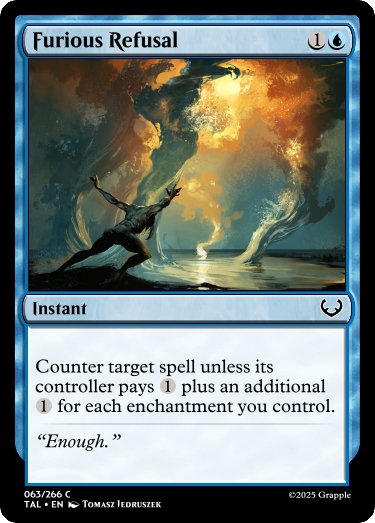 Furious Refusal 1
Instant
Counter target spell unless its
controller pays 1 plus an additional
1 for each enchantment you control.
“Enough.”
063/266 C
TAL • EN Tomasz Jedruszek
©2025 Grapple